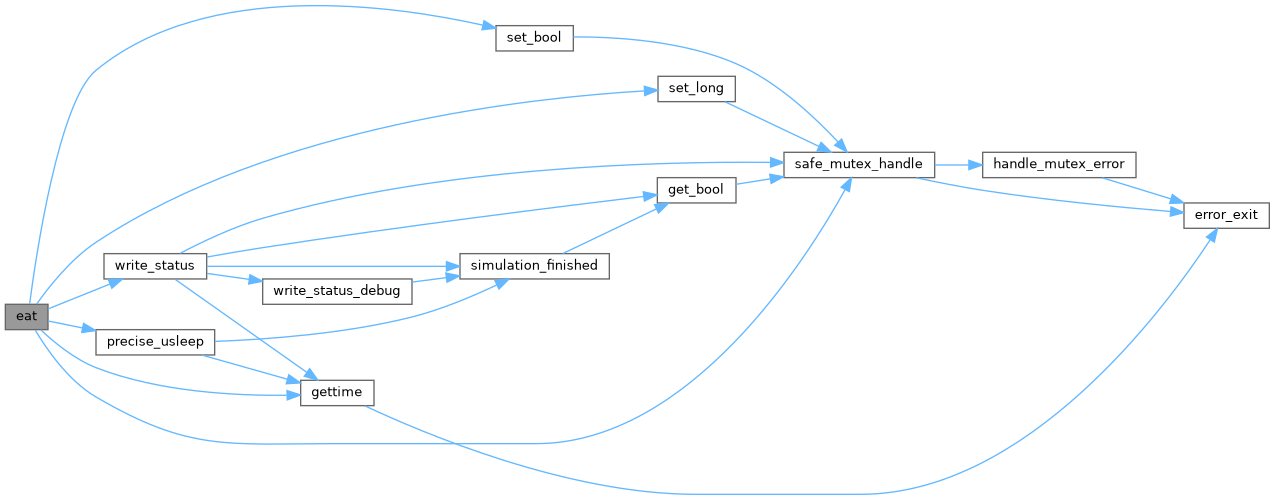 set_bool
set_long
safe_mutex_handle
handle_mutex_error
get_bool
error_exit
write_status
simulation_finished
write_status_debug
eat
precise_usleep
gettime